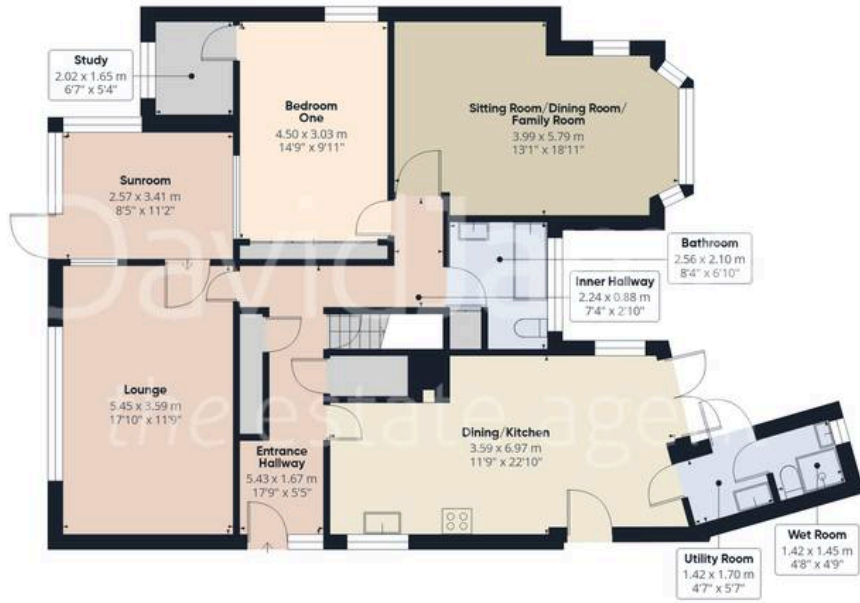 Study
2.02 x 1.65 m
6'7" x 5'4"
Bedroom
One
4.50 x 3.03 m
14'9" x 9'11"
Sitting Room/Dining Room/
Family Room
3.99 x 5.79 m
13'1" x 18'11"
Sunroom
2.57 x 3.41 m
8'5" x 11'2"
Bathroom
2.56 x 2.10 m
8'4" x 6'10"
Inner Hallway
2.24 x 0.88 m
7'4" x 2'10"
Lounge
5.45 x 3.59 m
17'10" x 11'9"
Dining/Kitchen
3.59 x 6.97 m
11'9" x 22'10"
Entrance
Hallway
5.43 x 1.67 m
17'9" x 5'5"
Wet Room
1.42 x 1.45 m
4'8" x 4'9"
Utility Room
1.42 x 1.70 m
4'7" x 5'7"
the estate agent